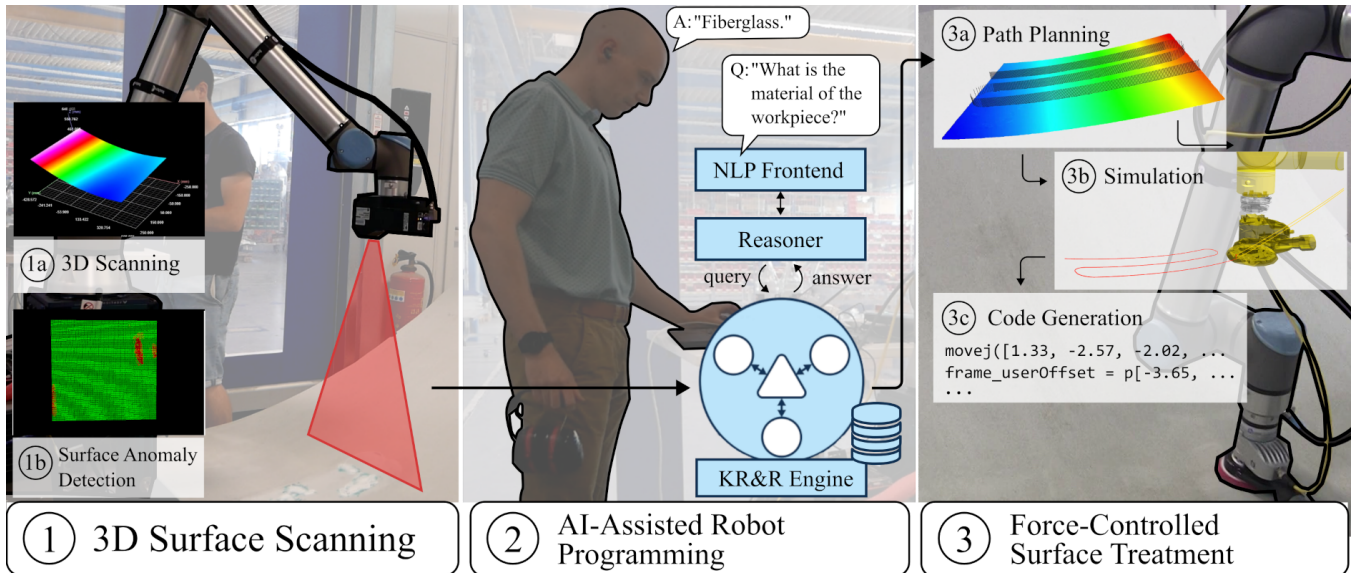 1a 3D Scanning
1b Surface Anomaly
Detection
1 3D Surface Scanning
A: "Fiberglass."
Q: "What is the
material of the
workpiece?"
NLP Frontend
Reasoner
query answer
KR&R Engine
2 AI-Assisted Robot
Programming
3a Path Planning
3b Simulation
3c Code Generation
movej([1.33, -2.57, -2.02, ...
frame_userOffset = p[-3.65, ...
...
3 Force-Controlled
Surface Treatment